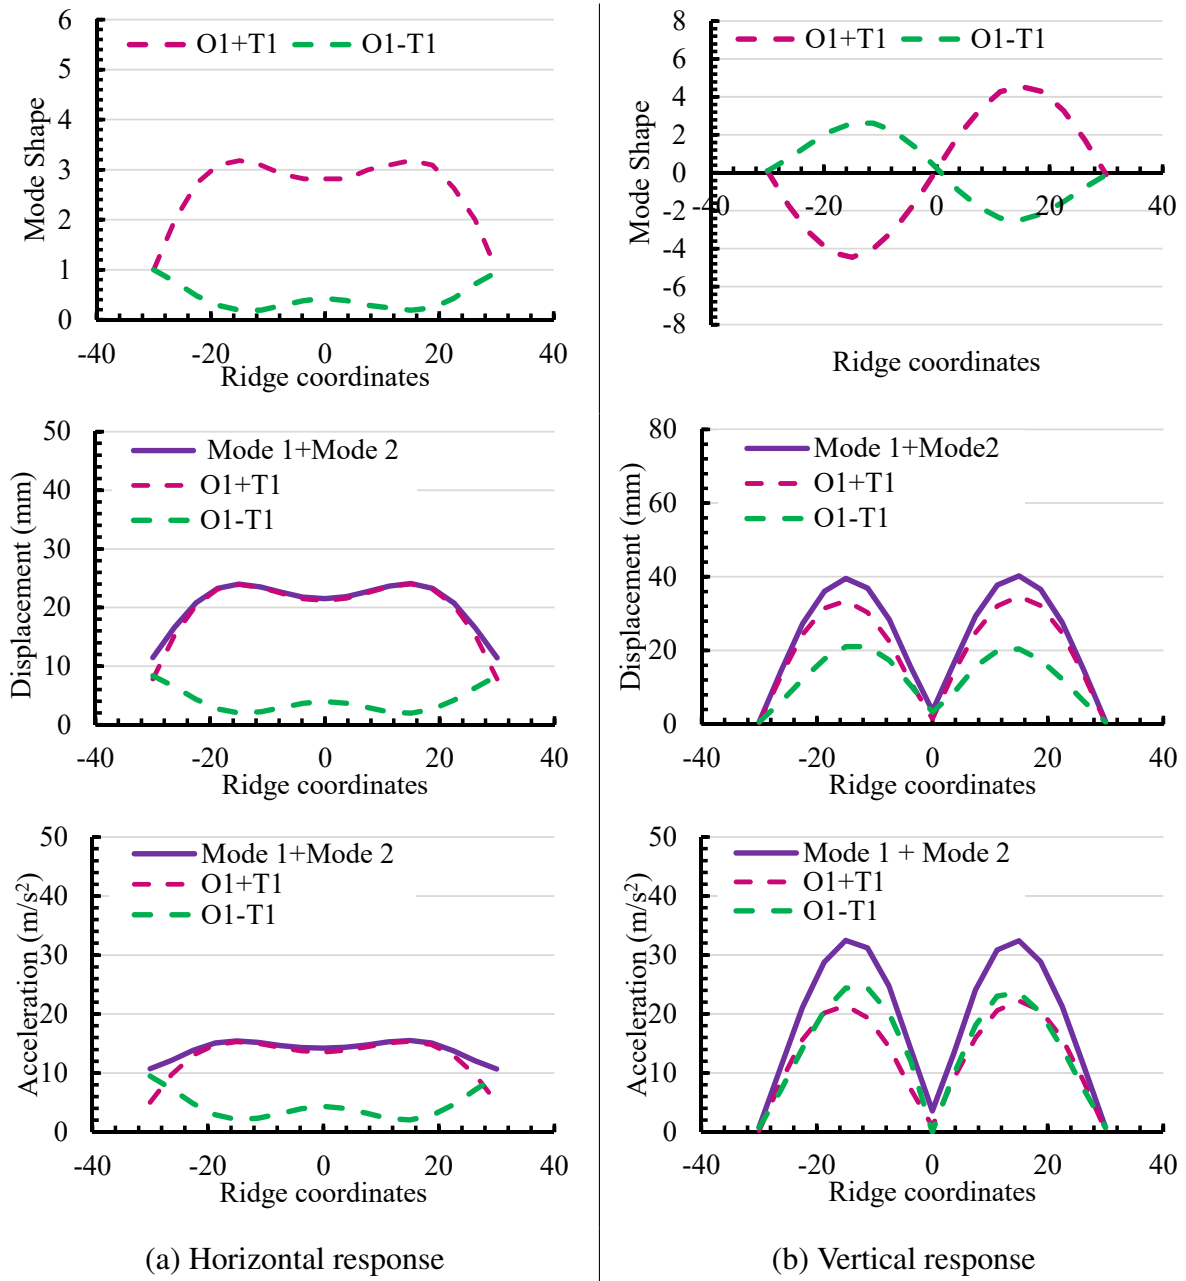 6
5
4
3
2
1
0
Mode Shape
O1+T1 O1-T1
-40 -20 0 20 40
Ridge coordinates
8
6
4
2
0
-2
-4
-6
-8
Mode Shape
O1+T1 O1-T1
-40 -20 0 20 40
Ridge coordinates
50
40
30
20
10
0
Displacement (mm)
Mode 1+Mode 2
O1+T1
O1-T1
-40 -20 0 20 40
Ridge coordinates
80
60
40
20
0
Displacement (mm)
Mode 1+Mode2
O1+T1
O1-T1
-40 -20 0 20 40
Ridge coordinates
50
40
30
20
10
0
Acceleration (m/s²)
Mode 1+Mode 2
O1+T1
O1-T1
-40 -20 0 20 40
Ridge coordinates
50
40
30
20
10
0
Acceleration (m/s²)
Mode 1 + Mode 2
O1+T1
O1-T1
-40 -20 0 20 40
Ridge coordinates
(a) Horizontal response
(b) Vertical response